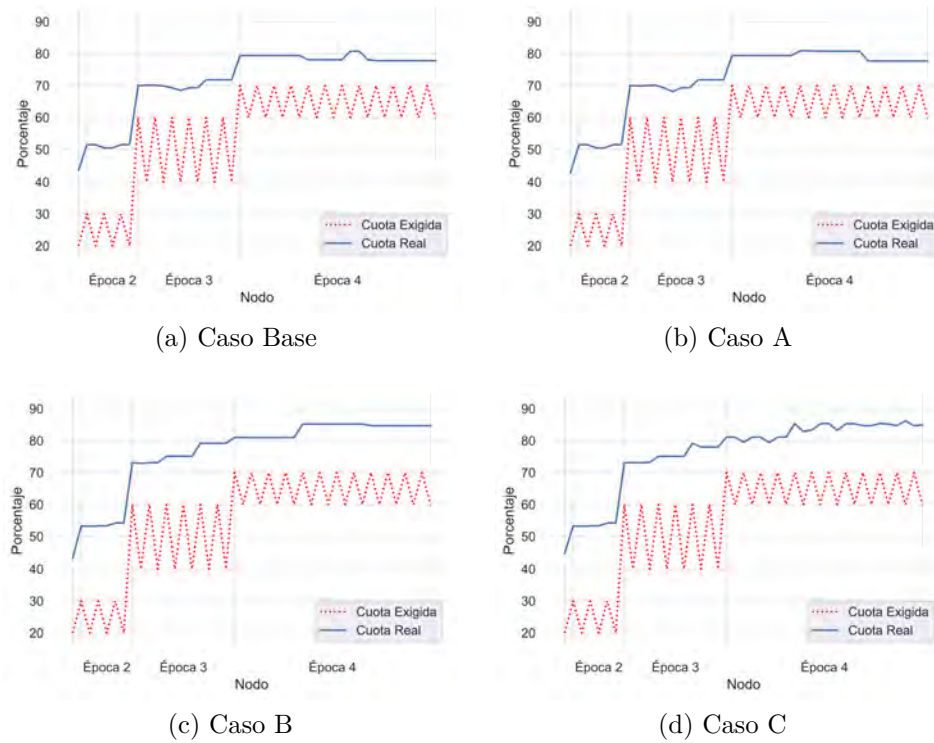 90
80
70
60
50
40
30
20
Porcentaje
Cuota Exigida
Cuota Real
Época 2
Época 3
Época 4
Nodo
(a) Caso Base
90
80
70
60
50
40
30
20
Porcentaje
Cuota Exigida
Cuota Real
Época 2
Época 3
Época 4
Nodo
(b) Caso A
90
80
70
60
50
40
30
20
Porcentaje
Cuota Exigida
Cuota Real
Época 2
Época 3
Época 4
Nodo
(c) Caso B
90
80
70
60
50
40
30
20
Porcentaje
Cuota Exigida
Cuota Real
Época 2
Época 3
Época 4
Nodo
(d) Caso C